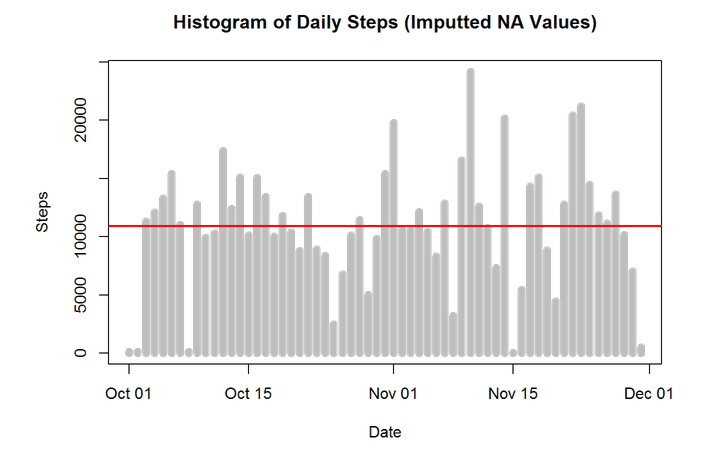 Histogram of Daily Steps (Imputted NA Values)
Steps
20000
10000
5000
0
Oct 01
Oct 15
Nov 01
Nov 15
Dec 01
Date